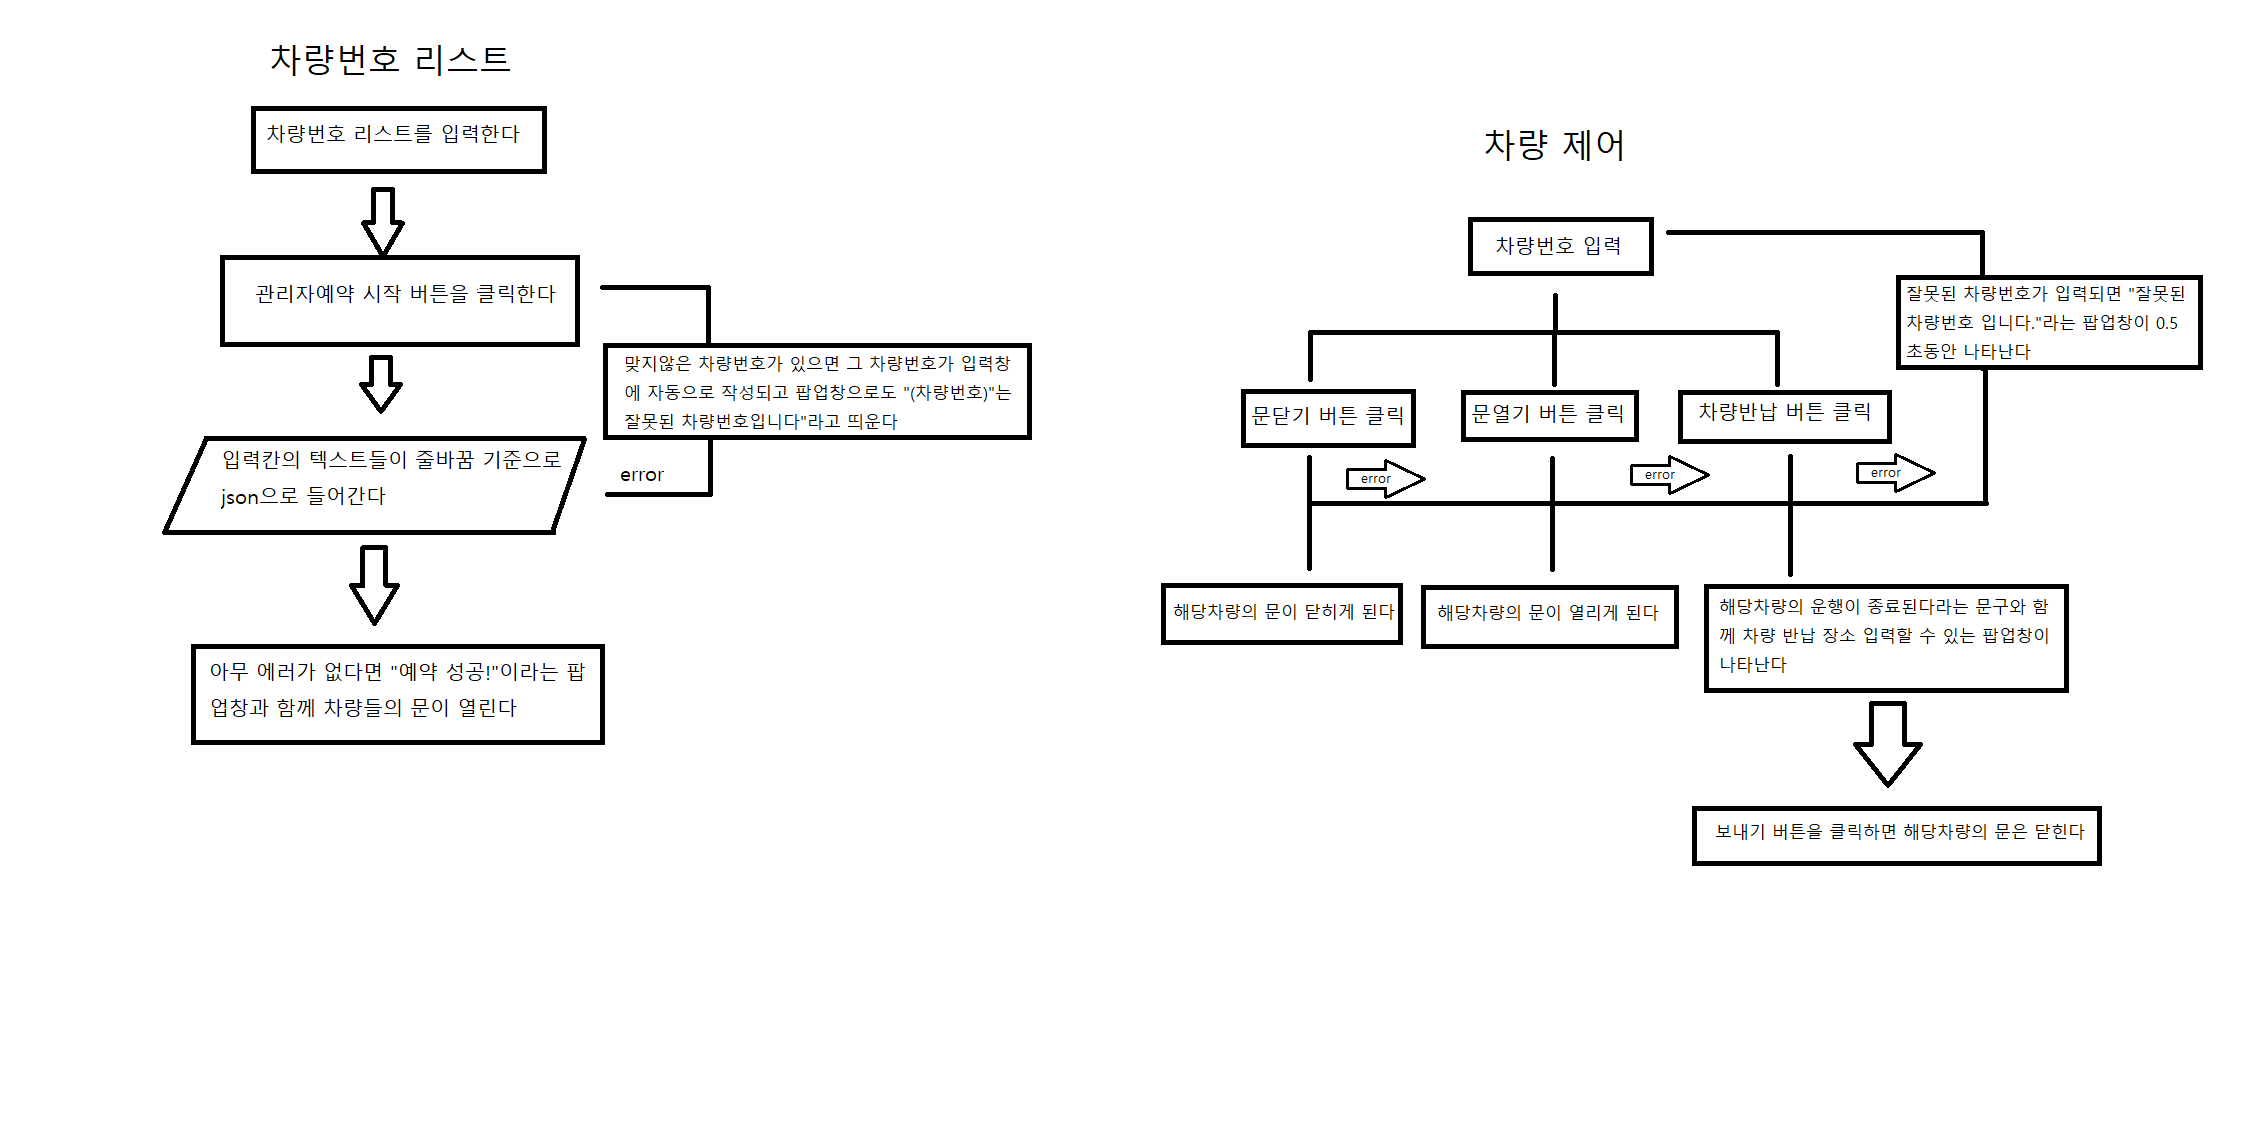 차량번호 리스트
차량번호 리스트를 입력한다
관리자예약 시작 버튼을 클릭한다
맞지않은 차량번호가 있으면 그 차량번호가 입력창
에 자동으로 작성되고 팝업창으로도 "(차량번호)"는
잘못된 차량번호입니다"라고 띄운다
입력칸의 텍스트들이 줄바꿈 기준으로
json으로 들어간다
error
아무 에러가 없다면 "예약 성공!"이라는 팝
업창과 함께 차량들의 문이 열린다
차량 제어
차량번호 입력
잘못된 차량번호가 입력되면 "잘못된
차량번호 입니다."라는 팝업창이 0.5
초동안 나타난다
문닫기 버튼 클릭
문열기 버튼 클릭
차량반납 버튼 클릭
error
error
error
해당차량의 문이 닫히게 된다
해당차량의 문이 열리게 된다
해당차량의 운행이 종료된다라는 문구와 함
께 차량 반납 장소 입력할 수 있는 팝업창이
나타난다
보내기 버튼을 클릭하면 해당차량의 문은 닫힌다